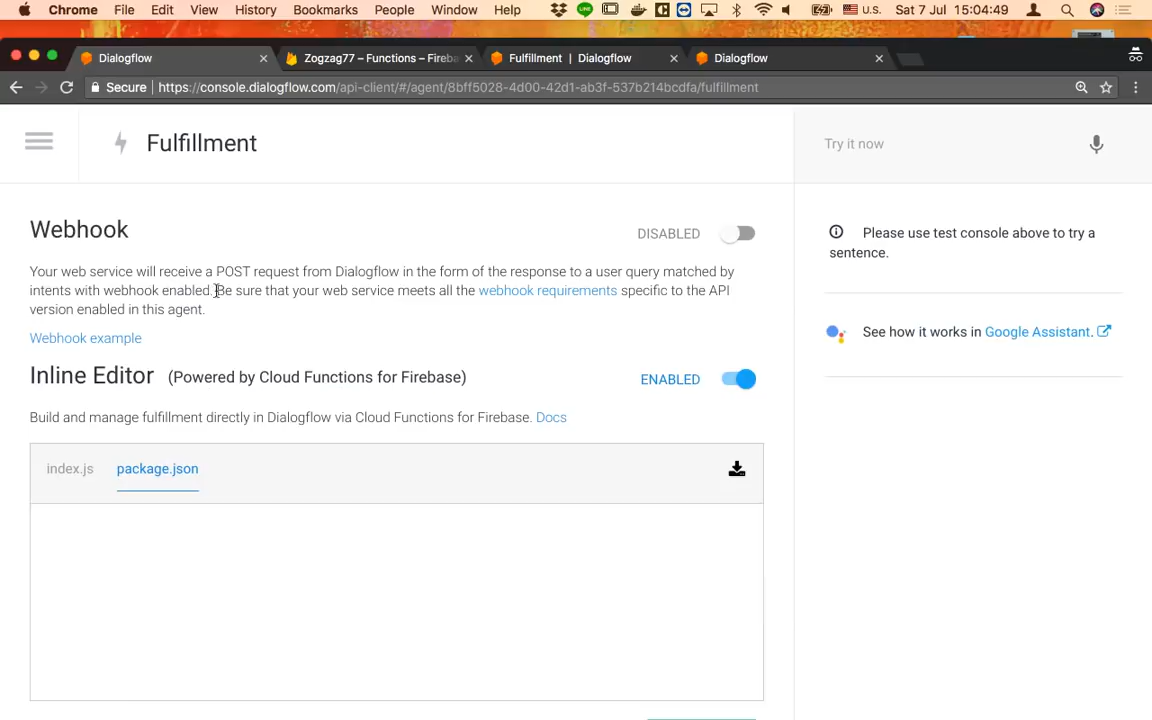 Chrome File Edit View History Bookmarks People Window Help U.S. Sat 7 Jul 15:04:49
Dialogflow Zogzag77 – Functions – Fireba Fulfillment | Dialogflow Dialogflow
Secure https://console.dialogflow.com/api-client/#/agent/8bff5028-4d00-42d1-ab3f-537b214bcdfa/fulfillment
Fulfillment
Try it now
Webhook
DISABLED
Your web service will receive a POST request from Dialogflow in the form of the response to a user query matched by
intents with webhook enabled. Be sure that your web service meets all the webhook requirements specific to the API
version enabled in this agent.
Webhook example
Inline Editor (Powered by Cloud Functions for Firebase)
ENABLED
Build and manage fulfillment directly in Dialogflow via Cloud Functions for Firebase. Docs
index.js package.json
Please use test console above to try a
sentence.
See how it works in Google Assistant.